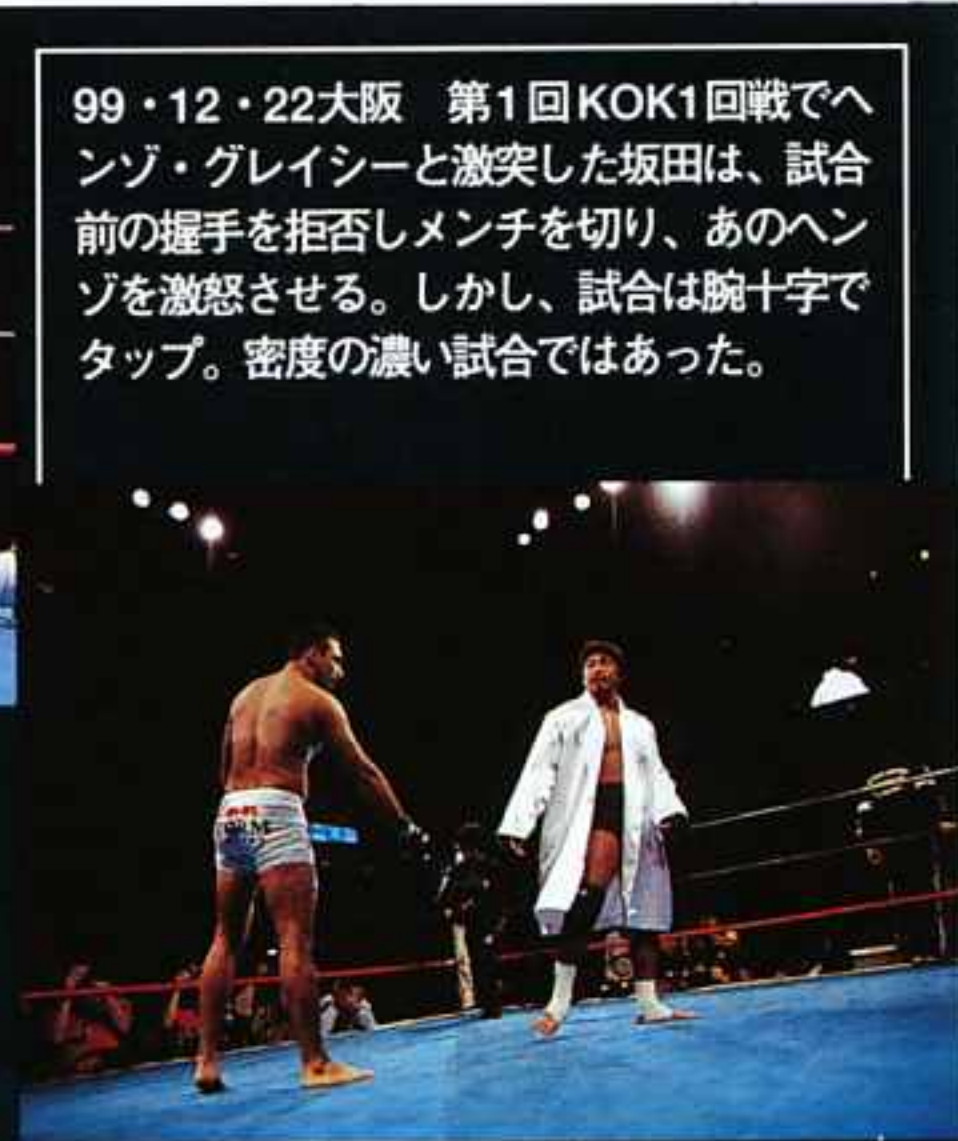 99・12・22大阪　第1回KOK1回戦でヘ
ンゾ・グレイシーと激突した坂田は、試合
前の握手を拒否しメンチを切り、あのヘン
ゾを激怒させる。しかし、試合は腕十字で
タップ。密度の濃い試合ではあった。